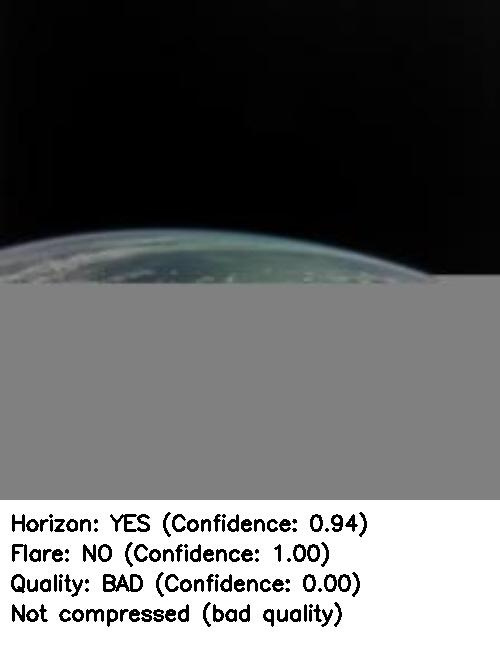 Horizon: YES (Confidence: 0.94)
Flare: NO (Confidence: 1.00)
Quality: BAD (Confidence: 0.00)
Not compressed (bad quality)